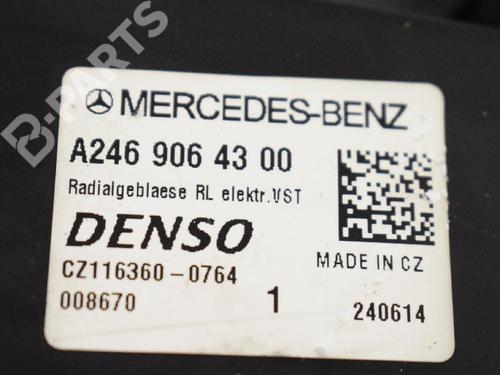 B-PARTS
MERCEDES-BENZ
A246 906 43 00
Radialgeblaese RL elektr.VST
DENSO
MADE IN CZ
CZ116360-0764
008670 1 240614